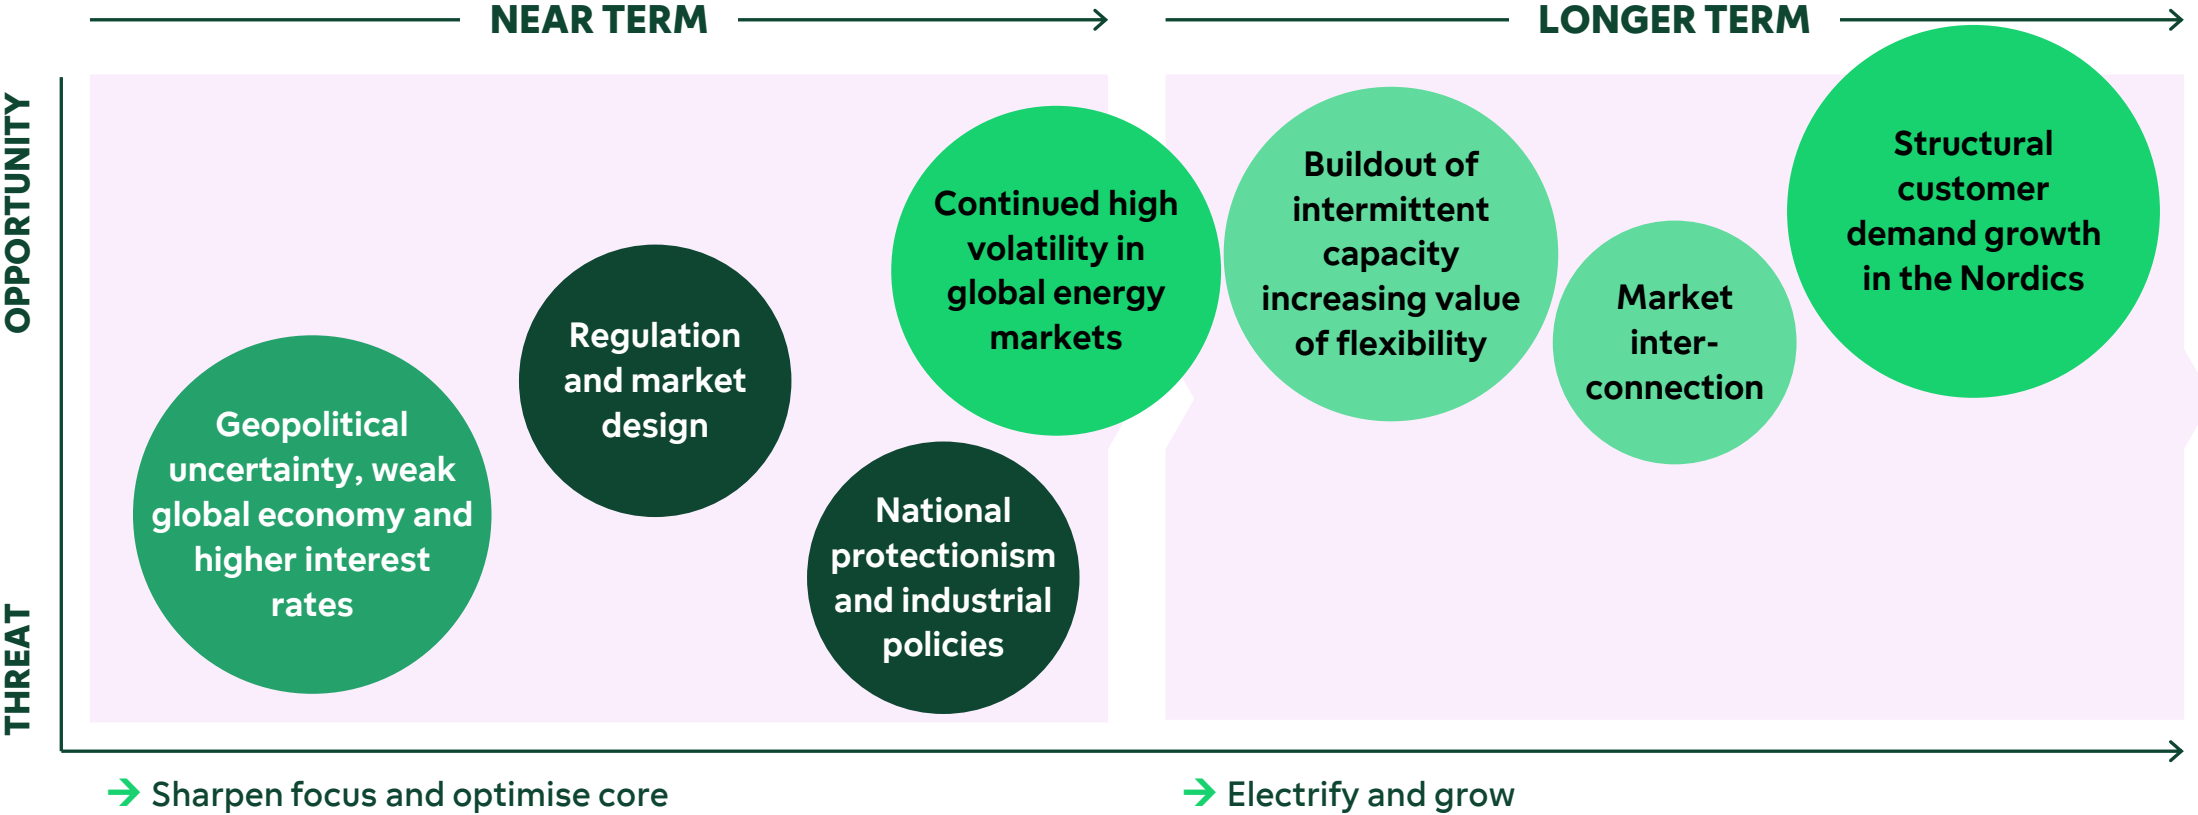 NEAR TERM
LONGER TERM
OPPORTUNITY
THREAT
Geopolitical
uncertainty, weak
global economy and
higher interest
rates
Regulation
and market
design
National
protectionism
and industrial
policies
Continued high
volatility in
global energy
markets
Buildout of
intermittent
capacity
increasing value
of flexibility
Market
inter-
connection
Structural
customer
demand growth
in the Nordics
Sharpen focus and optimise core
Electrify and grow